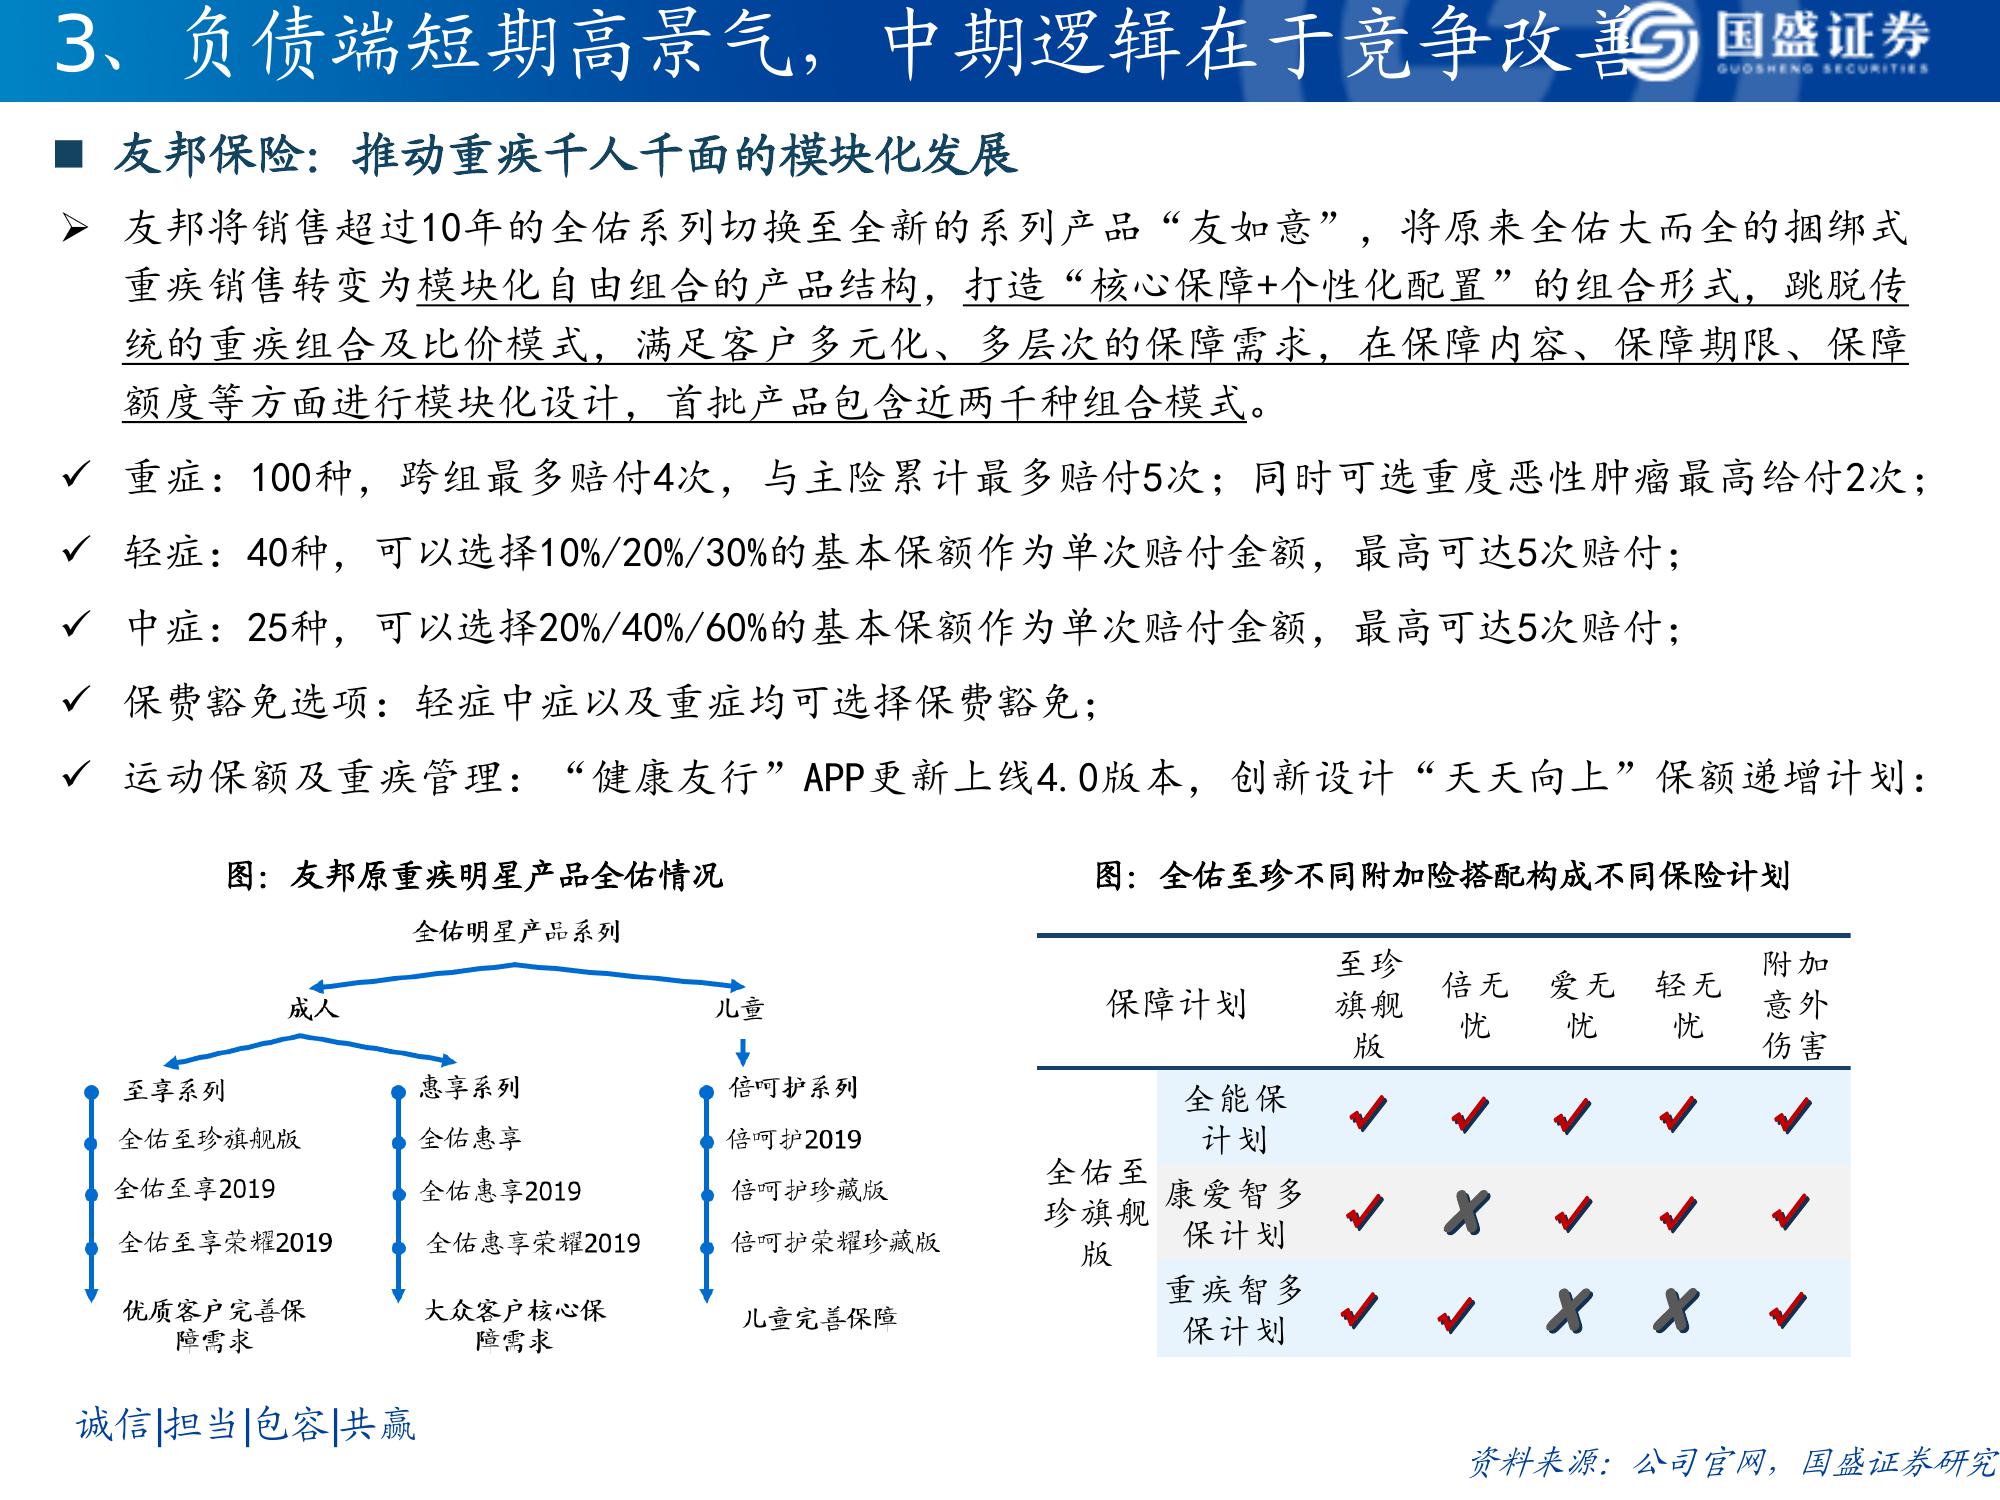 3、负债端短期高景气，中期逻辑在于竞争改善
国盛证券
GUOSHENG SECURITIES
■ 友邦保险：推动重疾千人千面的模块化发展
➢ 友邦将销售超过10年的全佑系列切换至全新的系列产品“友如意”，将原来全佑大而全的捆绑式
重疾销售转变为模块化自由组合的产品结构，打造“核心保障+个性化配置”的组合形式，跳脱传
统的重疾组合及比价模式，满足客户多元化、多层次的保障需求，在保障内容、保障期限、保障
额度等方面进行模块化设计，首批产品包含近两千种组合模式。
✓ 重症：100种，跨组最多赔付4次，与主险累计最多赔付5次；同时可选重度恶性肿瘤最高给付2次；
✓ 轻症：40种，可以选择10%/20%/30%的基本保额作为单次赔付金额，最高可达5次赔付；
✓ 中症：25种，可以选择20%/40%/60%的基本保额作为单次赔付金额，最高可达5次赔付；
✓ 保费豁免选项：轻症中症以及重症均可选择保费豁免；
✓ 运动保额及重疾管理：“健康友行”APP更新上线4.0版本，创新设计“天天向上”保额递增计划：
图：友邦原重疾明星产品全佑情况
全佑明星产品系列
成人
儿童
至享系列
全佑至珍旗舰版
全佑至享2019
全佑至享荣耀2019
优质客户完善保
障需求
惠享系列
全佑惠享
全佑惠享2019
全佑惠享荣耀2019
大众客户核心保
障需求
倍呵护系列
倍呵护2019
倍呵护珍藏版
倍呵护荣耀珍藏版
儿童完善保障
图：全佑至珍不同附加险搭配构成不同保险计划
保障计划
至珍
旗舰
版
倍无
忧
爱无
忧
轻无
忧
附加
意外
伤害
全佑至
珍旗舰
版
全能保
计划
✓ ✓ ✓ ✓ ✓
康爱智多
保计划
✓ ✗ ✓ ✓ ✓
重疾智多
保计划
✓ ✓ ✗ ✗ ✓
诚信|担当|包容|共赢
资料来源：公司官网，国盛证券研究